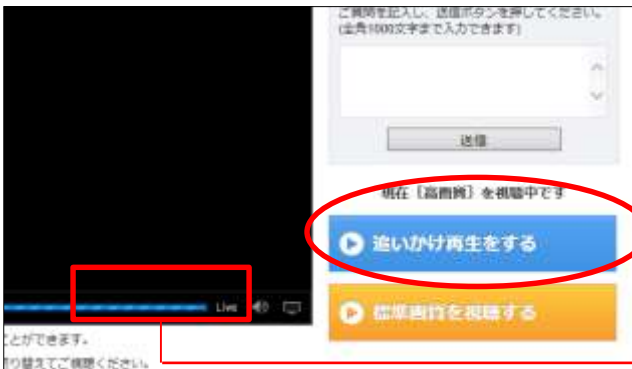 ご質問を記入し、送信ボタンを押してください。
(全角1000文字まで入力できます)
送信
現在［高画質］を視聴中です
追いかけ再生をする
Live
標準画質を視聴する
ことができます。
り替えてご視聴ください。